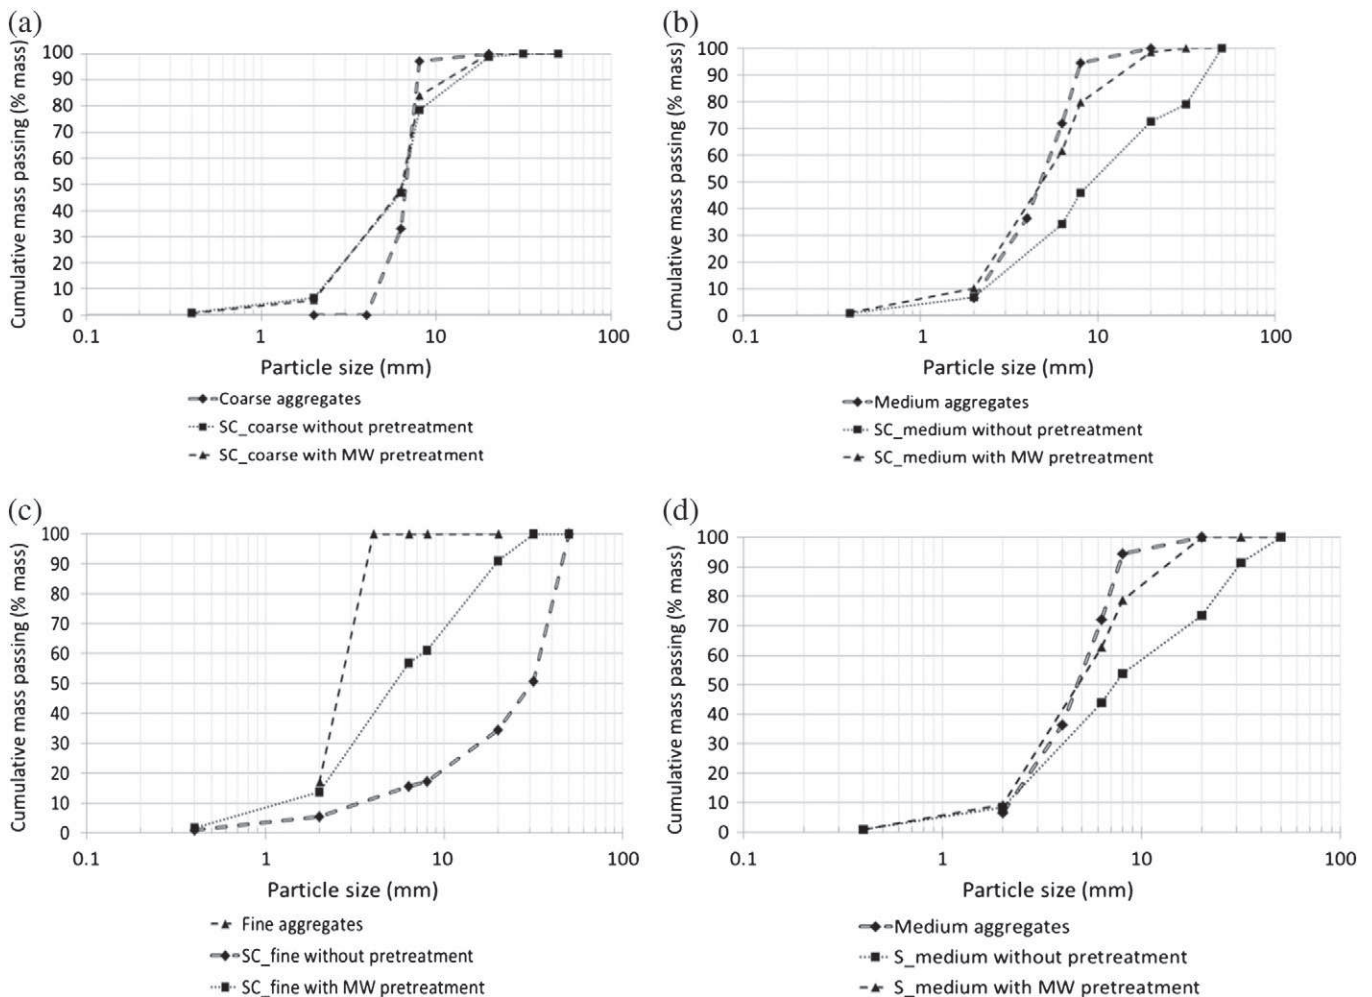 (a)
Cumulative mass passing (% mass)
100
90
80
70
60
50
40
30
20
10
0
0.1 1 10 100
Particle size (mm)
Coarse aggregates
SC_coarse without pretreatment
SC_coarse with MW pretreatment
(b)
Cumulative mass passing (% mass)
100
90
80
70
60
50
40
30
20
10
0
0.1 1 10 100
Particle size (mm)
Medium aggregates
SC_medium without pretreatment
SC_medium with MW pretreatment
(c)
Cumulative mass passing (% mass)
100
90
80
70
60
50
40
30
20
10
0
0.1 1 10 100
Particle size (mm)
Fine aggregates
SC_fine without pretreatment
SC_fine with MW pretreatment
(d)
Cumulative mass passing (% mass)
100
90
80
70
60
50
40
30
20
10
0
0.1 1 10 100
Particle size (mm)
Medium aggregates
S_medium without pretreatment
S_medium with MW pretreatment